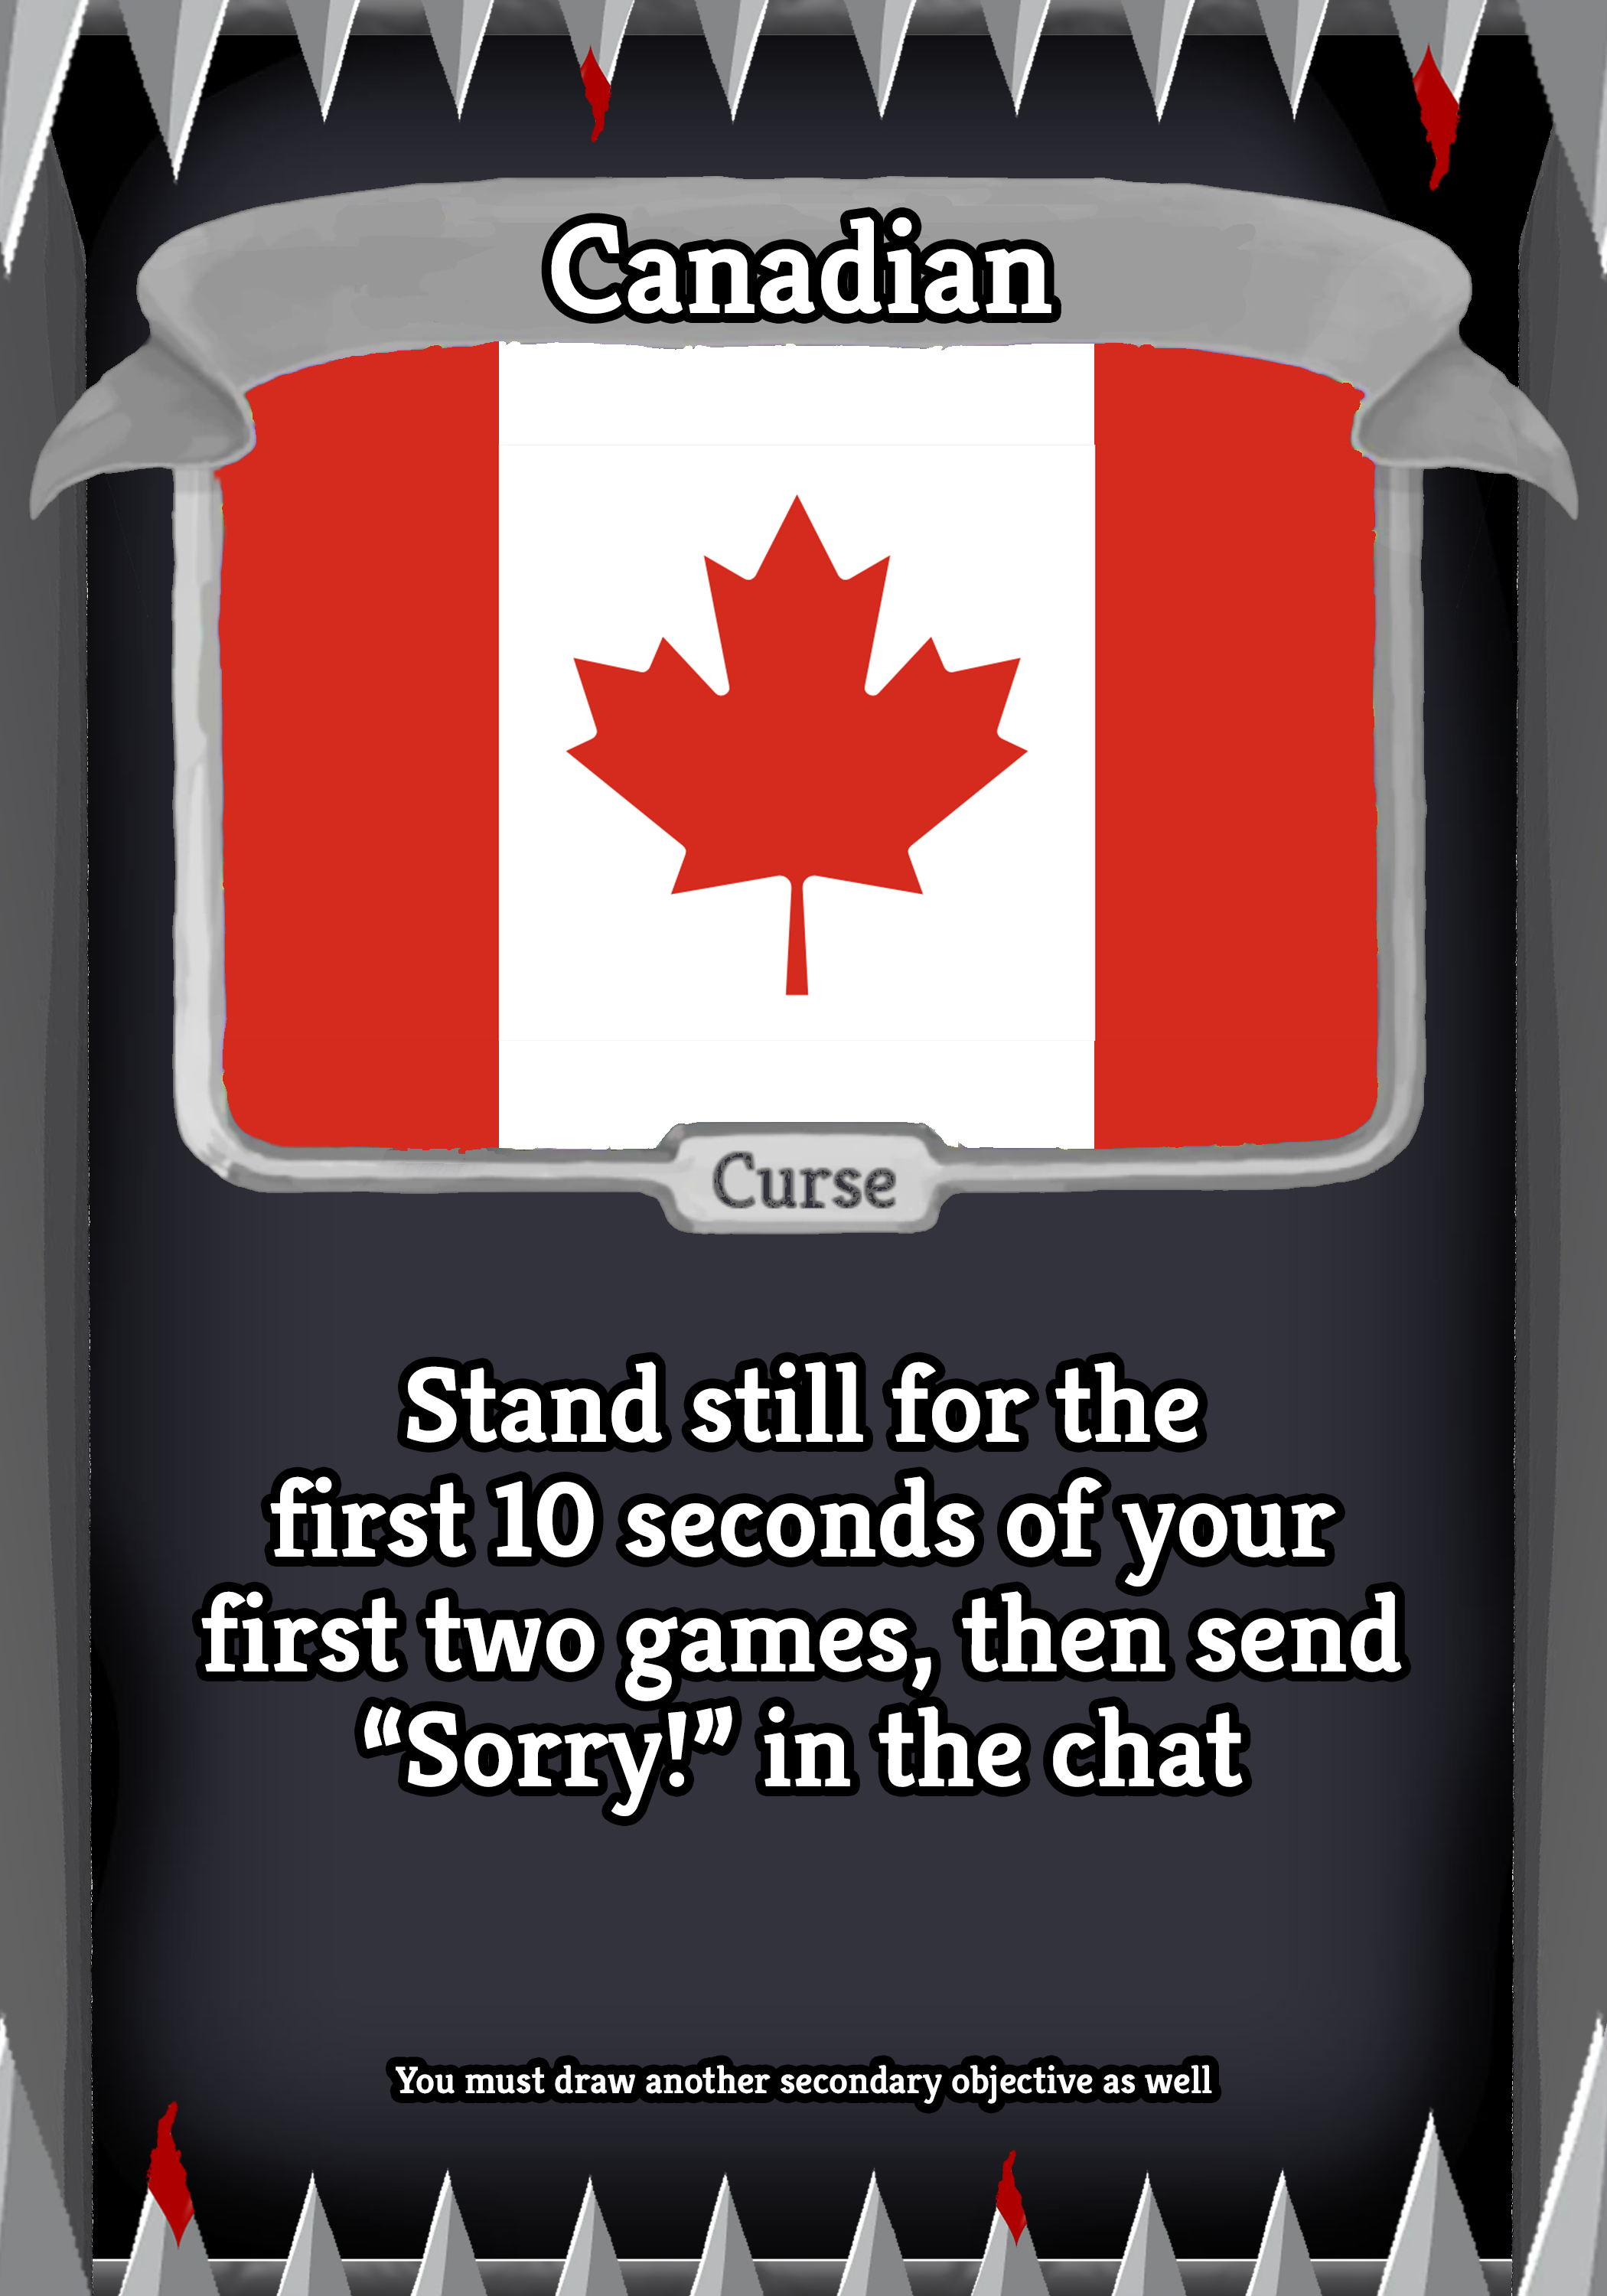 Canadian
Curse
Stand still for the
first 10 seconds of your
first two games, then send
“Sorry!” in the chat
You must draw another secondary objective as well